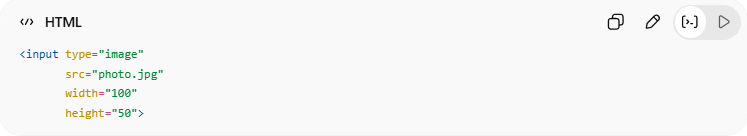 HTML
<input type="image"
src="photo.jpg"
width="100"
height="50">